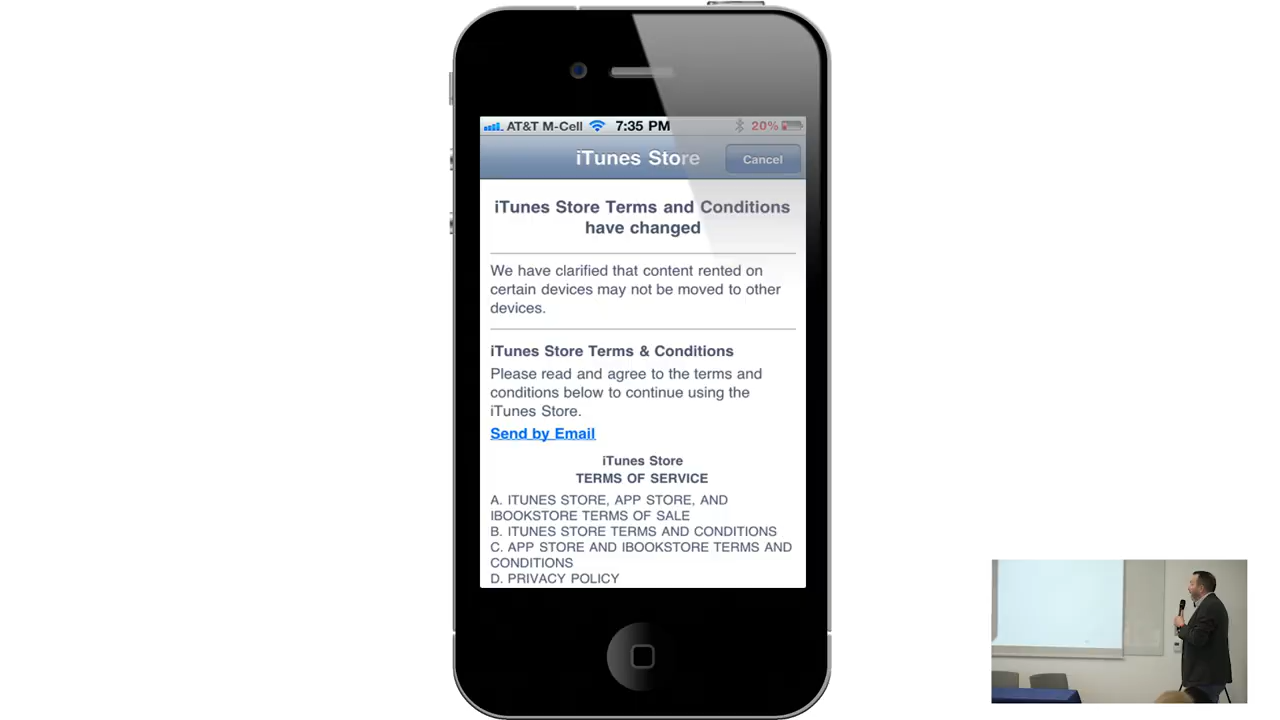 AT&T M-Cell 7:35 PM 20%
iTunes Store Cancel
iTunes Store Terms and Conditions
have changed
We have clarified that content rented on
certain devices may not be moved to other
devices.
iTunes Store Terms & Conditions
Please read and agree to the terms and
conditions below to continue using the
iTunes Store.
Send by Email
iTunes Store
TERMS OF SERVICE
A. ITUNES STORE, APP STORE, AND
IBOOKSTORE TERMS OF SALE
B. ITUNES STORE TERMS AND CONDITIONS
C. APP STORE AND IBOOKSTORE TERMS AND
CONDITIONS
D. PRIVACY POLICY